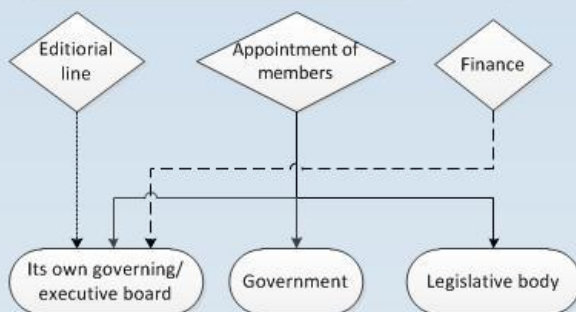 Editiorial
line
Appointment of
members
Finance
Its own governing/
executive board
Government
Legislative body